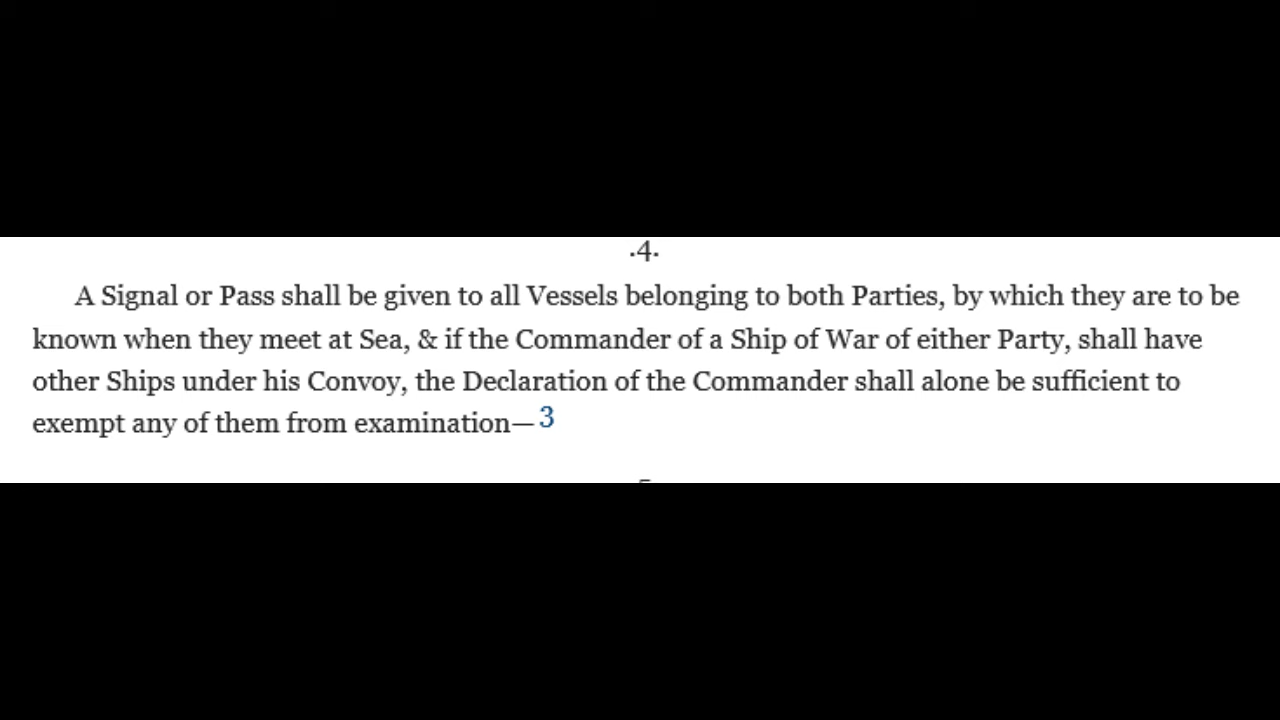 ·4·
A Signal or Pass shall be given to all Vessels belonging to both Parties, by which they are to be
known when they meet at Sea, & if the Commander of a Ship of War of either Party, shall have
other Ships under his Convoy, the Declaration of the Commander shall alone be sufficient to
exempt any of them from examination— 3